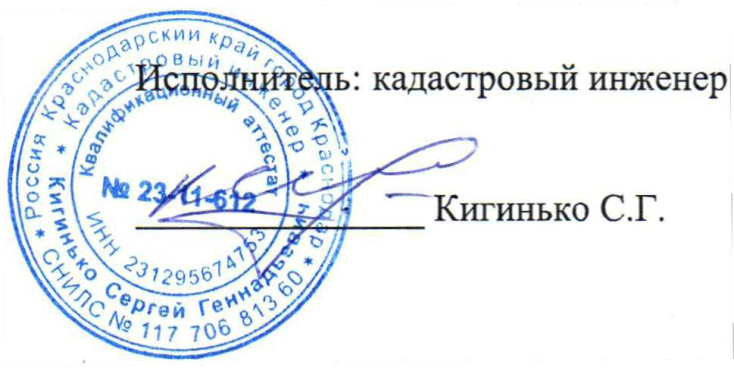 Исполнитель: кадастровый инженер
Кигинько С.Г.
* Россия Краснодарский край город Краснодар *
СНИЛС № 117 706 813 60
* Кадастровый инженер *
Кигинько Сергей Геннадьевич
Квалификационный аттестат
№ 23-11-612
ИНН 231295674753